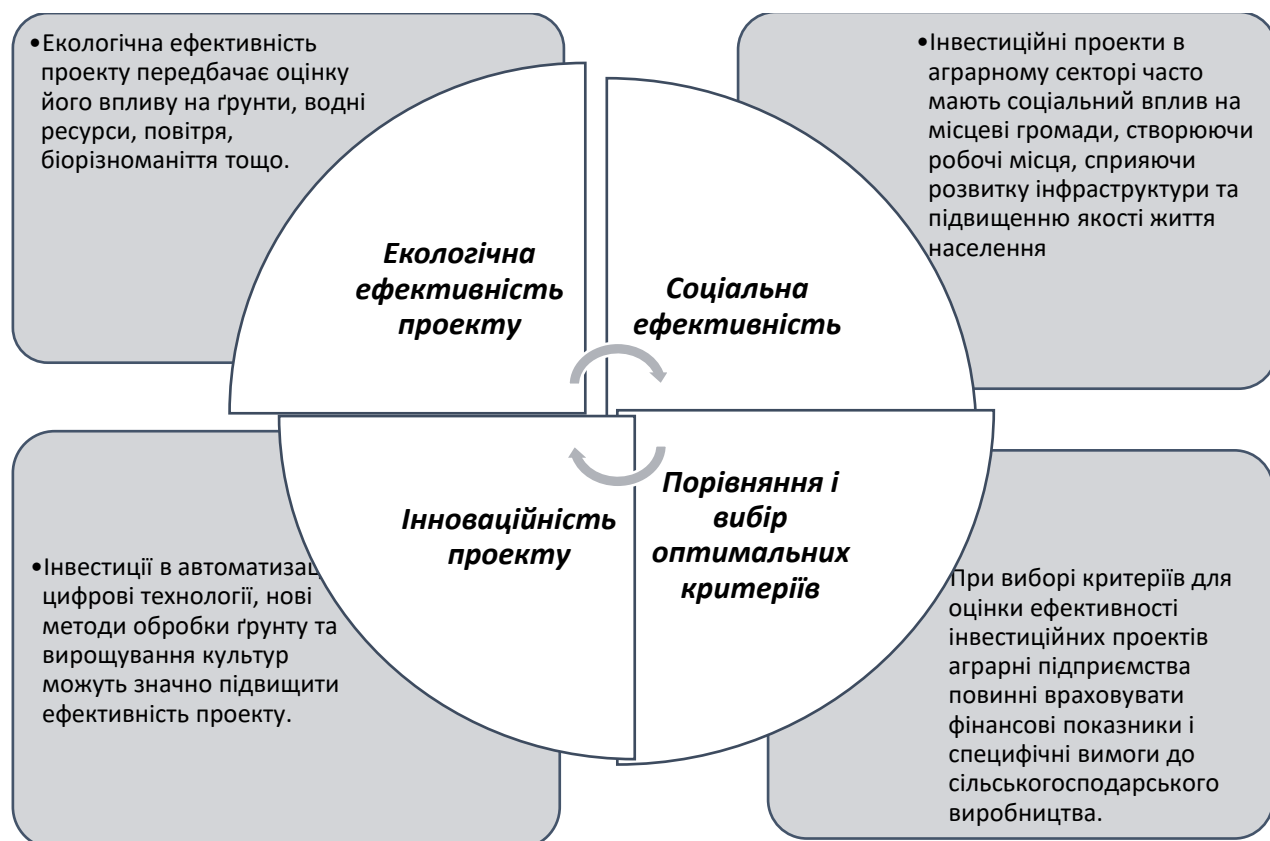 •Екологічна ефективність
проекту передбачає оцінку
його впливу на ґрунти, водні
ресурси, повітря,
біорізноманіття тощо.
•Інвестиційні проекти в
аграрному секторі часто
мають соціальний вплив на
місцеві громади, створюючи
робочі місця, сприяючи
розвитку інфраструктури та
підвищенню якості життя
населення
Екологічна
ефективність
проекту
Соціальна
ефективність
Інноваційність
проекту
Порівняння і
вибір
оптимальних
критеріїв
•Інвестиції в
цифрові технології, нові
методи обробки ґрунту та
вирощування культур
можуть значно підвищити
ефективність проекту.
При виборі критеріїв для
оцінки ефективності
інвестиційних проектів
аграрні підприємства
повинні враховувати
фінансові показники і
специфічні вимоги до
сільськогосподарського
виробництва.